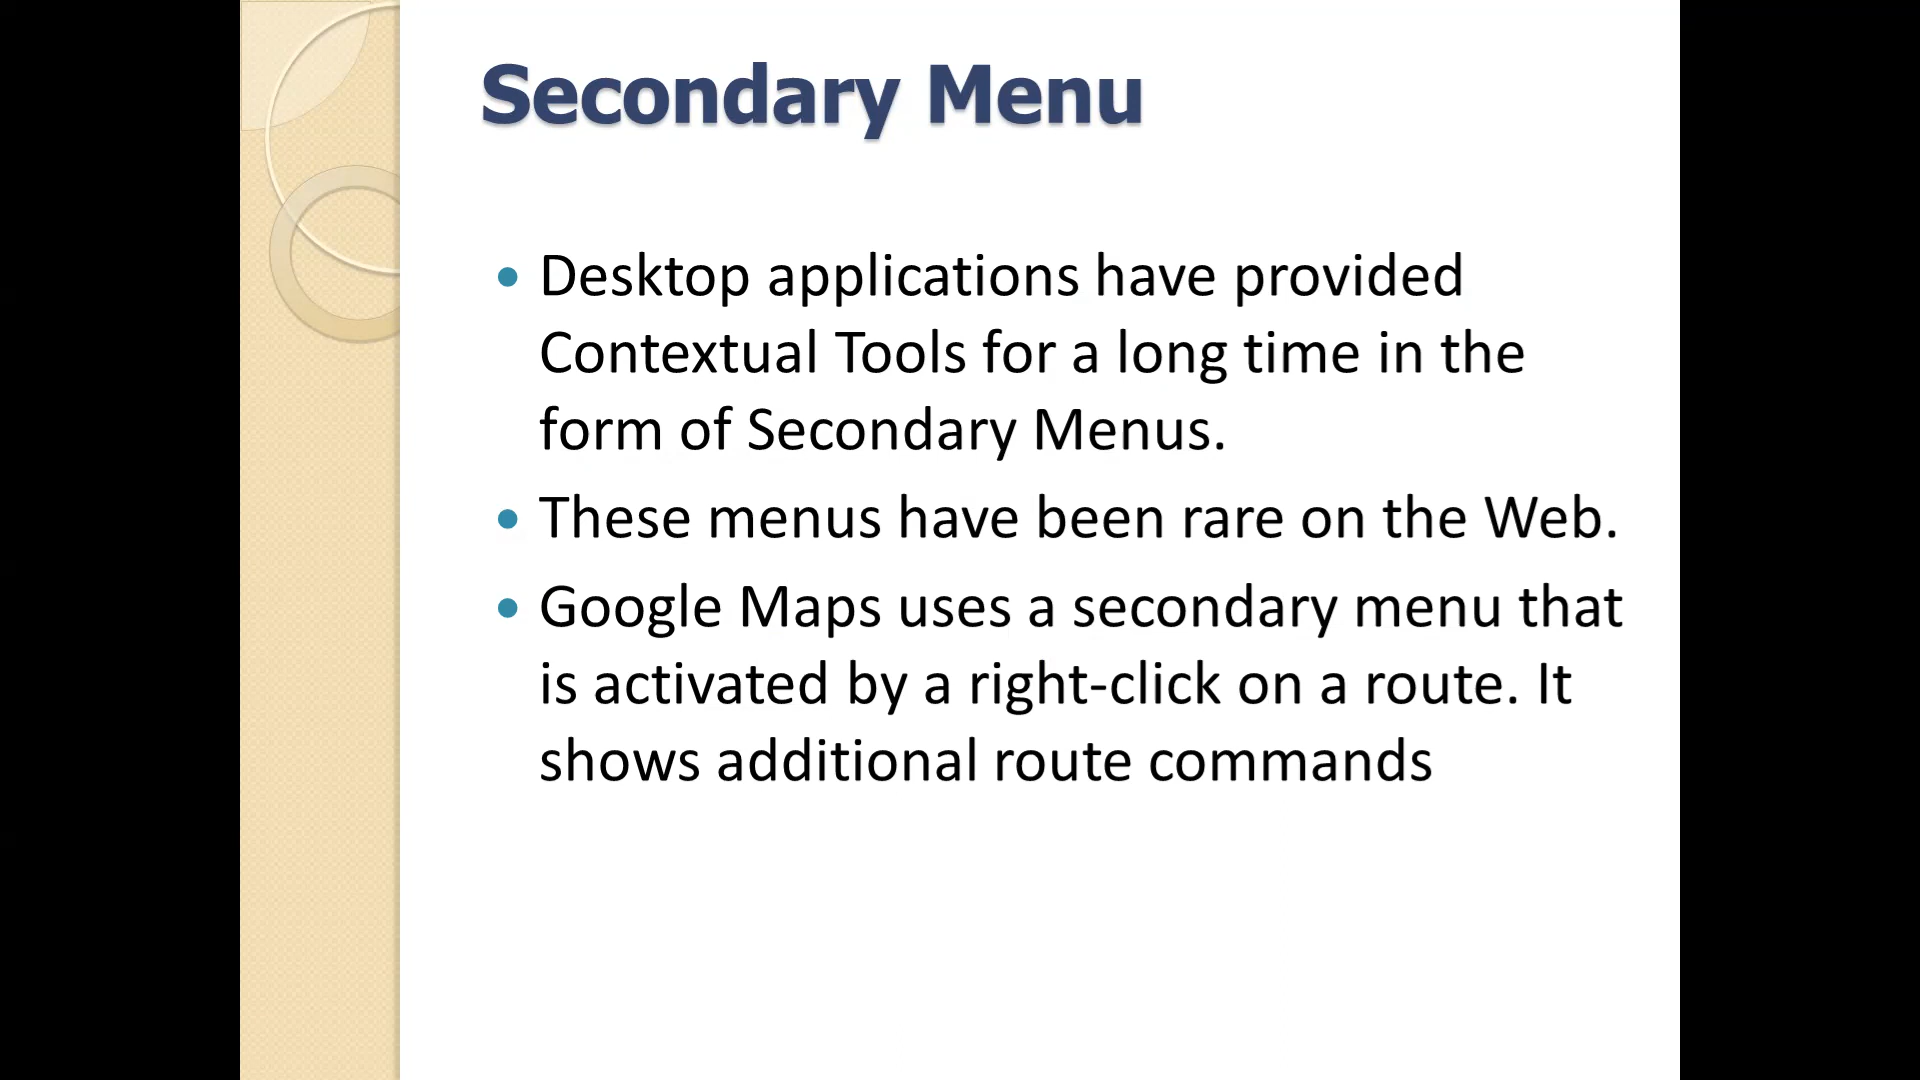 Secondary Menu
• Desktop applications have provided
Contextual Tools for a long time in the
form of Secondary Menus.
• These menus have been rare on the Web.
• Google Maps uses a secondary menu that
is activated by a right-click on a route. It
shows additional route commands